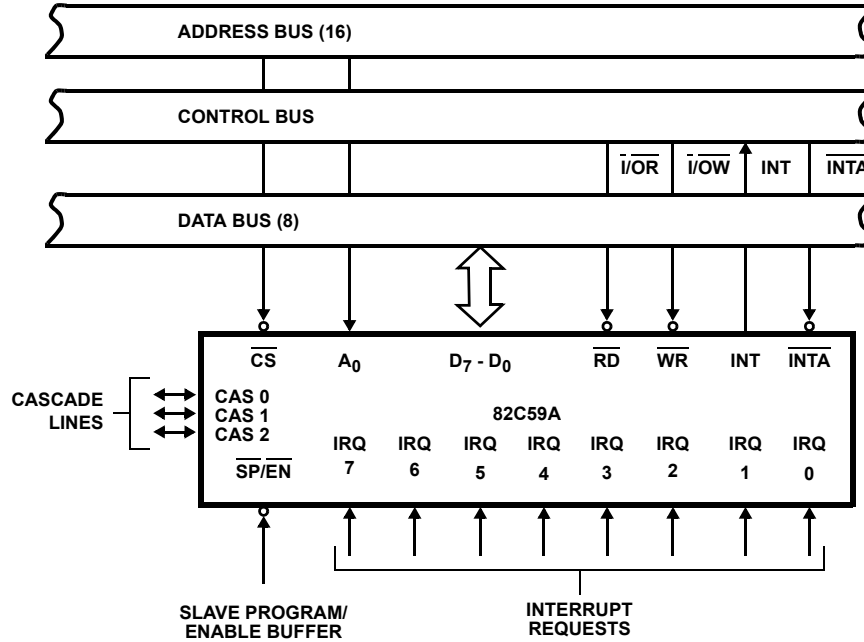 ADDRESS BUS (16)
CONTROL BUS
I/OR I/OW INT INTA
DATA BUS (8)
CS A0 D7 - D0 RD WR INT INTA
CASCADE
LINES
CAS 0
CAS 1
CAS 2
82C59A
SP/EN
IRQ 7
IRQ 6
IRQ 5
IRQ 4
IRQ 3
IRQ 2
IRQ 1
IRQ 0
SLAVE PROGRAM/
ENABLE BUFFER
INTERRUPT
REQUESTS